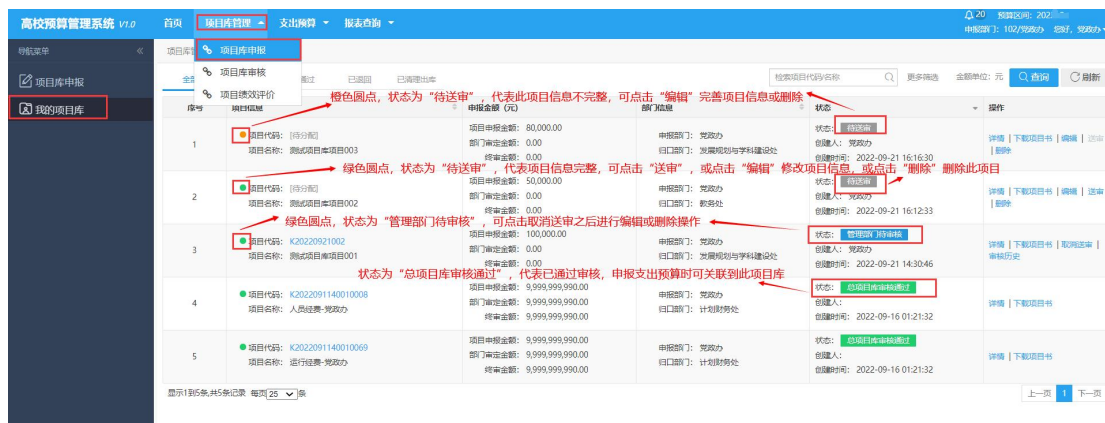 高校预算管理系统 V1.0 首页 项目库管理 支出预算 报表查询 20 预算区间: 202
申报部门: 102/党政办 您好, 党政办
导航菜单 项目库申报
项目库申报 项目库审核 通过 已退回 已清理出库 检索项目代码/名称 更多筛选 金额单位: 元 查询 刷新
我的项目库 项目绩效评价
橙色圆点，状态为“待送审”，代表此项目信息不完整，可点击“编辑”完善项目信息或删除
序号 项目信息 申报金额 (元) 部门信息 状态 操作
1 项目代码: [待分配] 项目申报金额: 80,000.00 申报部门: 党政办 状态: 待送审
项目名称: 测试项目库项目003 部门审定金额: 0.00 归口部门: 发展规划与学科建设处 创建人: 党政办 详情 | 下载项目书 | 编辑 | 送审 | 删除
终审金额: 0.00 创建时间: 2022-09-21 16:16:30
绿色圆点，状态为“待送审”，代表项目信息完整，可点击“送审”，或点击“编辑”修改项目信息，或点击“删除”删除此项目
2 项目代码: [待分配] 项目申报金额: 50,000.00 申报部门: 党政办 状态: 待送审
项目名称: 测试项目库项目002 部门审定金额: 0.00 归口部门: 教务处 创建人: 党政办 详情 | 下载项目书 | 编辑 | 送审 | 删除
终审金额: 0.00 创建时间: 2022-09-21 16:12:33
绿色圆点，状态为“管理部门待审核”，可点击取消送审之后进行编辑或删除操作
3 项目代码: K20220921002 项目申报金额: 100,000.00 申报部门: 党政办 状态: 管理部门待审核
项目名称: 测试项目库项目001 部门审定金额: 0.00 归口部门: 发展规划与学科建设处 创建人: 党政办 详情 | 下载项目书 | 取消送审 | 审核历史
终审金额: 0.00 创建时间: 2022-09-21 14:30:46
状态为“总项目库审核通过”，代表已通过审核，申报支出预算时可关联到此项目库
4 项目代码: K2022091140010008 项目申报金额: 9,999,999,990.00 申报部门: 党政办 状态: 总项目库审核通过
项目名称: 人员经费-党政办 部门审定金额: 9,999,999,990.00 归口部门: 计划财务处 创建人: 详情 | 下载项目书
终审金额: 9,999,999,990.00 创建时间: 2022-09-16 01:21:32
5 项目代码: K2022091140010069 项目申报金额: 9,999,999,990.00 申报部门: 党政办 状态: 总项目库审核通过
项目名称: 运行经费-党政办 部门审定金额: 9,999,999,990.00 归口部门: 计划财务处 创建人: 详情 | 下载项目书
终审金额: 9,999,999,990.00 创建时间: 2022-09-16 01:21:32
显示1到5条,共5条记录 每页 25 条 上一页 1 下一页